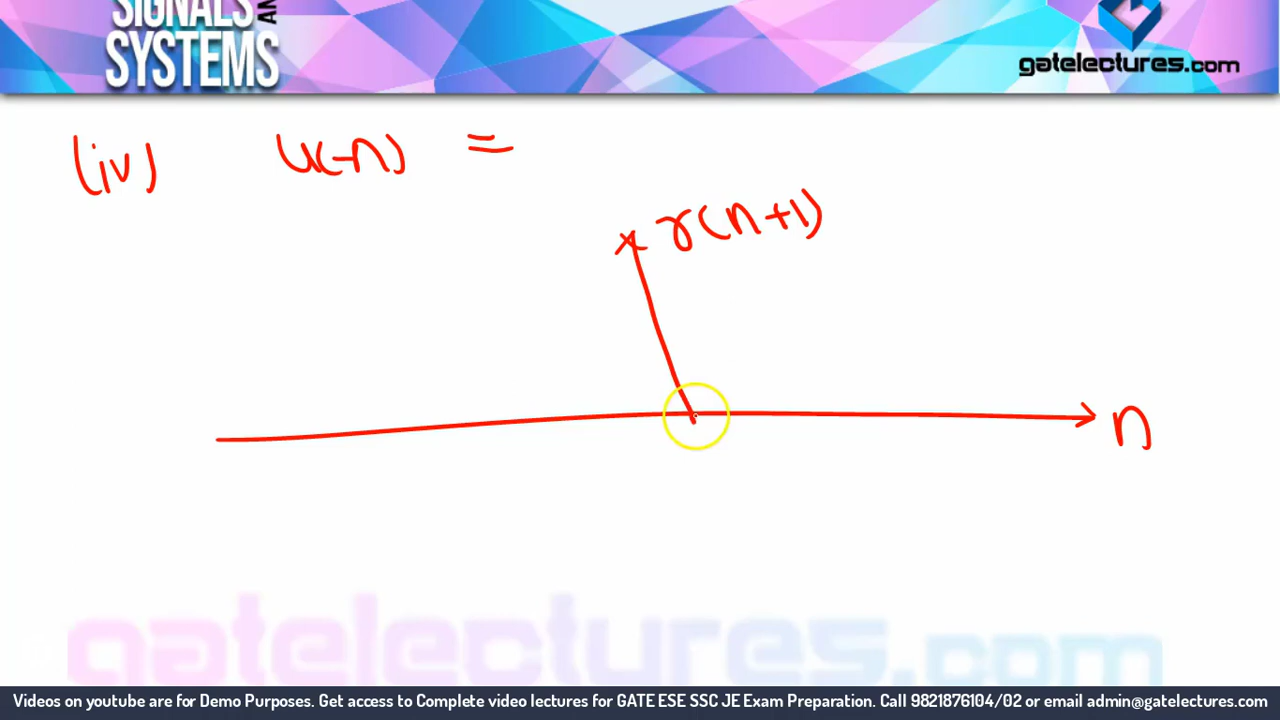 SIGNALS AND
SYSTEMS
gatelectures.com
(iv) u(-n) =
r(n+1)
n
gatelectures.com
Videos on youtube are for Demo Purposes. Get access to Complete video lectures for GATE ESE SSC JE Exam Preparation. Call 9821876104/02 or email admin@gatelectures.com